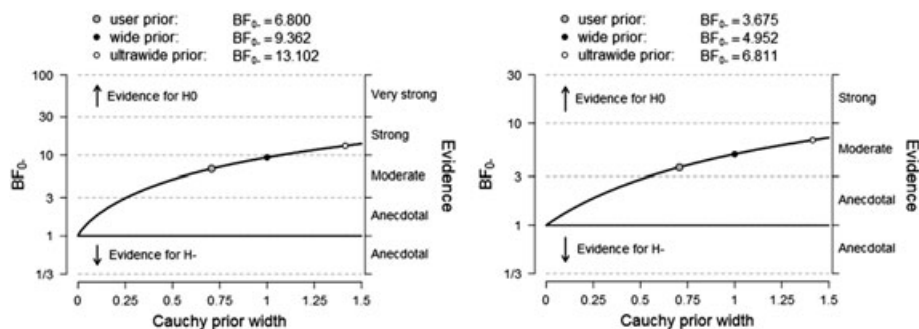 user prior: BF₀₋ = 6.800
wide prior: BF₀₋ = 9.362
ultrawide prior: BF₀₋ = 13.102
100
30
10
3
1
1/3
BF₀₋
Evidence for H0
Evidence for H-
Very strong
Strong
Moderate
Anecdotal
Anecdotal
Evidence
0 0.25 0.5 0.75 1 1.25 1.5
Cauchy prior width
user prior: BF₀₋ = 3.675
wide prior: BF₀₋ = 4.952
ultrawide prior: BF₀₋ = 6.811
30
10
3
1
1/3
BF₀₋
Evidence for H0
Evidence for H-
Strong
Moderate
Anecdotal
Anecdotal
Evidence
0 0.25 0.5 0.75 1 1.25 1.5
Cauchy prior width